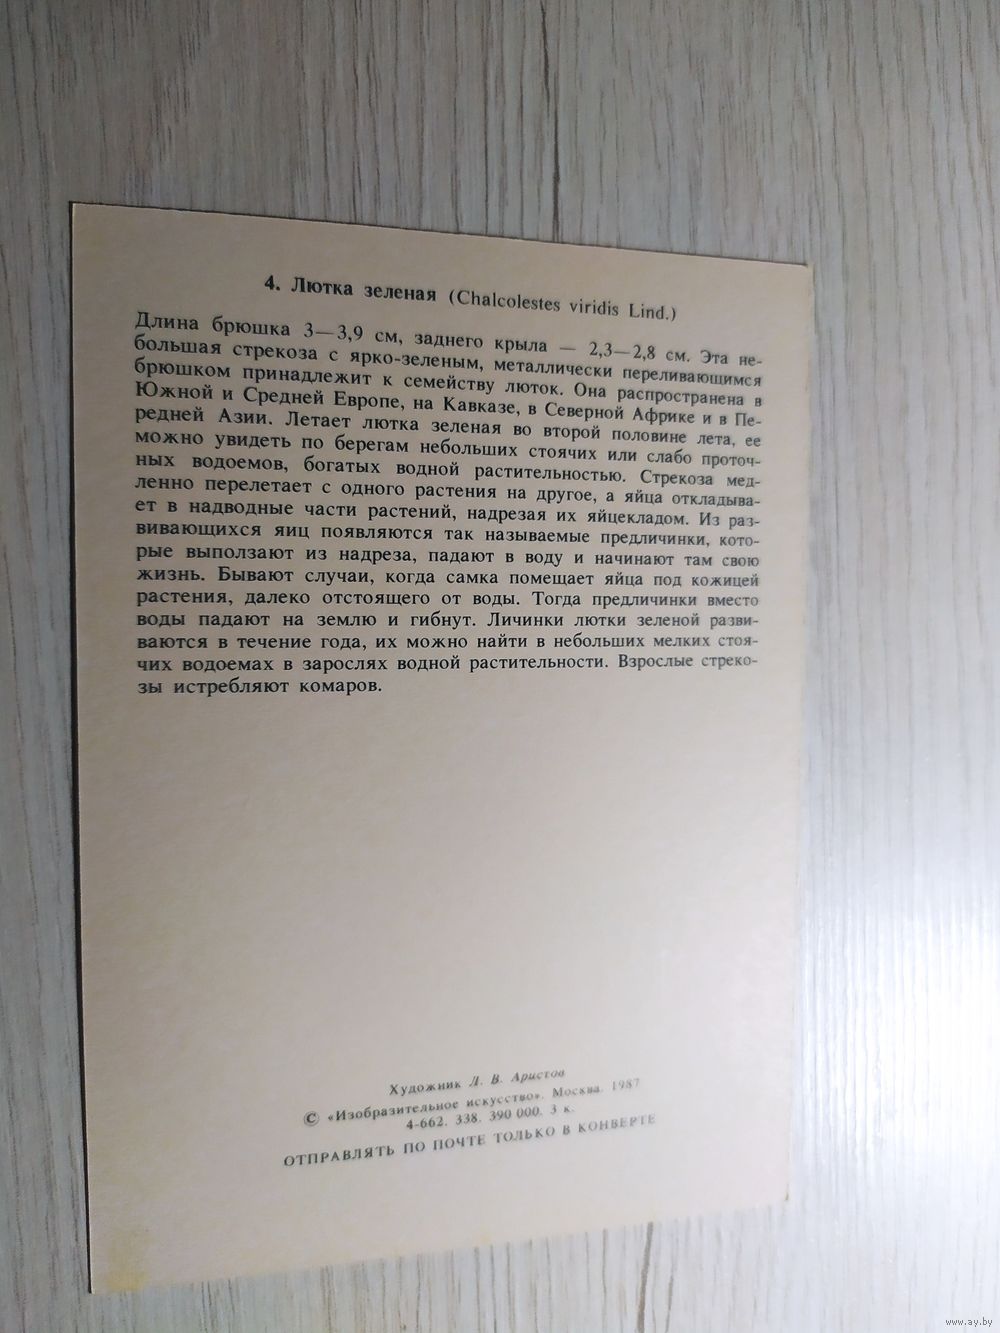 4. Лютка зеленая (Chalcolestes viridis Lind.)
Длина брюшка 3—3,9 см, заднего крыла — 2,3—2,8 см. Эта не-
большая стрекоза с ярко-зеленым, металлически переливающимся
брюшком принадлежит к семейству люток. Она распространена в
Южной и Средней Европе, на Кавказе, в Северной Африке и в Пе-
редней Азии. Летает лютка зеленая во второй половине лета, ее
можно увидеть по берегам небольших стоячих или слабо проточ-
ных водоемов, богатых водной растительностью. Стрекоза мед-
ленно перелетает с одного растения на другое, а яйца откладыва-
ет в надводные части растений, надрезая их яйцекладом. Из раз-
вивающихся яиц появляются так называемые предличинки, кото-
рые выползают из надреза, падают в воду и начинают там свою
жизнь. Бывают случаи, когда самка помещает яйца под кожицей
растения, далеко отстоящего от воды. Тогда предличинки вместо
воды падают на землю и гибнут. Личинки лютки зеленой разви-
ваются в течение года, их можно найти в небольших мелких стоя-
чих водоемах в зарослях водной растительности. Взрослые стреко-
зы истребляют комаров.
Художник Л. В. Аристов
© «Изобразительное искусство». Москва. 1987
4-662. 338. 390 000. 3 к.
ОТПРАВЛЯТЬ ПО ПОЧТЕ ТОЛЬКО В КОНВЕРТЕ
www.ay.by